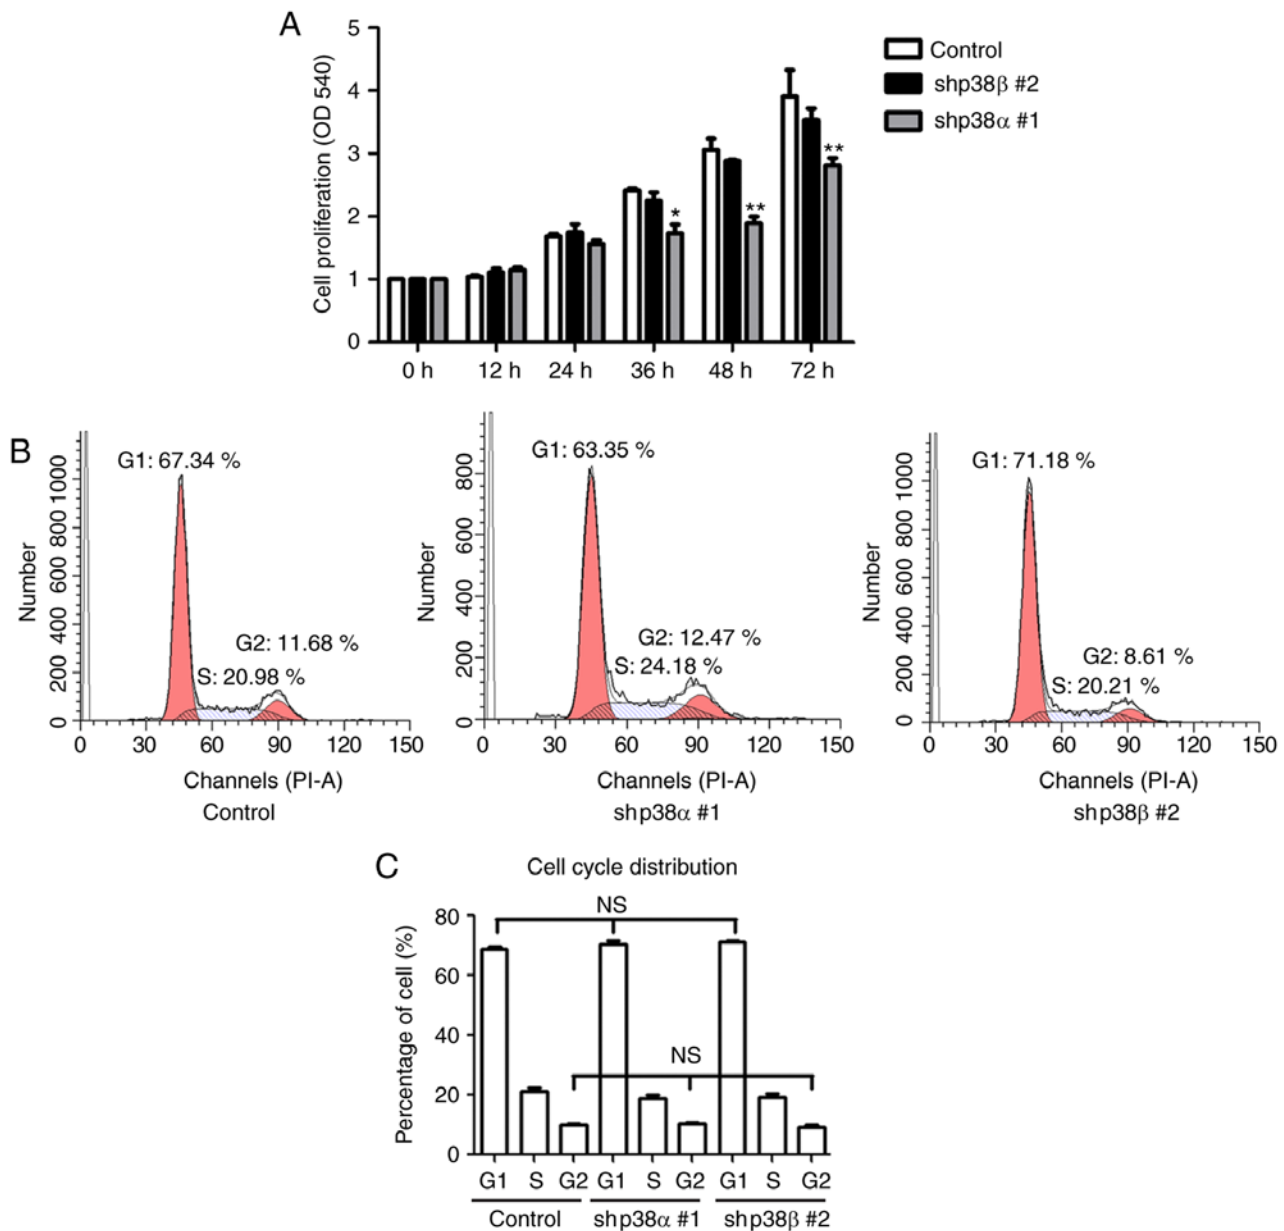 A
Cell proliferation (OD 540)
5
4
3
2
1
0
0 h 12 h 24 h 36 h 48 h 72 h
* ** **
Control
shp38β #2
shp38α #1
B
Number
1000
800
600
400
200
0
G1: 67.34 %
G2: 11.68 %
S: 20.98 %
0 30 60 90 120 150
Channels (PI-A)
Control
Number
800
600
400
200
0
G1: 63.35 %
G2: 12.47 %
S: 24.18 %
0 30 60 90 120 150
Channels (PI-A)
shp38α #1
Number
1000
800
600
400
200
0
G1: 71.18 %
G2: 8.61 %
S: 20.21 %
0 30 60 90 120 150
Channels (PI-A)
shp38β #2
C
Cell cycle distribution
Percentage of cell (%)
80
60
40
20
0
NS
NS
G1 S G2 G1 S G2 G1 S G2
Control shp38α #1 shp38β #2